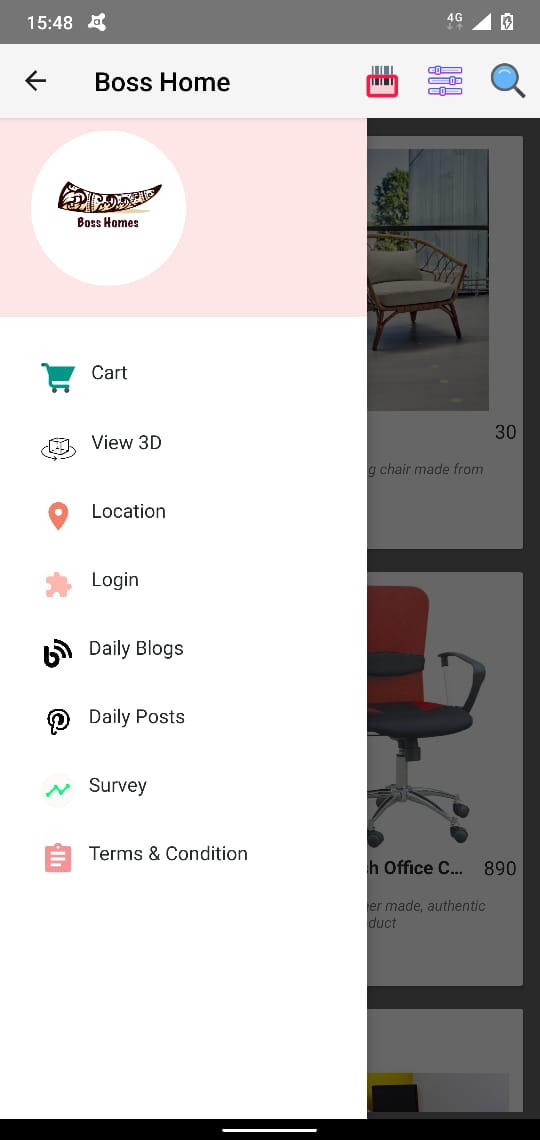 15:48
4G
Boss Home
Boss Homes
Cart
View 3D
Location
Login
Daily Blogs
Daily Posts
Survey
Terms & Condition
30
g chair made from
h Office C... 890
er made, authentic
duct